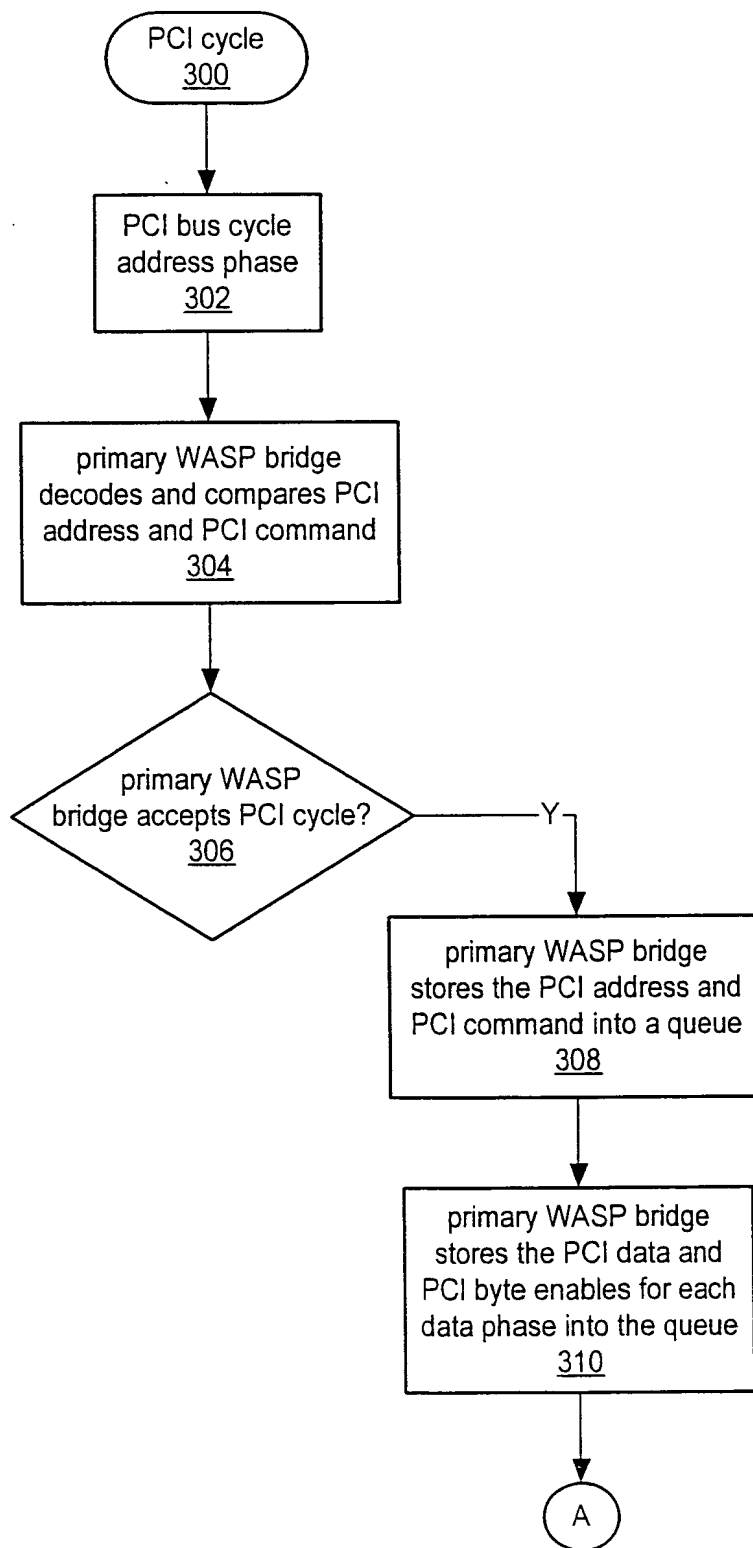 PCI cycle
300
PCI bus cycle
address phase
302
primary WASP bridge
decodes and compares PCI
address and PCI command
304
primary WASP
bridge accepts PCI cycle?
306
Y
primary WASP bridge
stores the PCI address and
PCI command into a queue
308
primary WASP bridge
stores the PCI data and
PCI byte enables for each
data phase into the queue
310
A